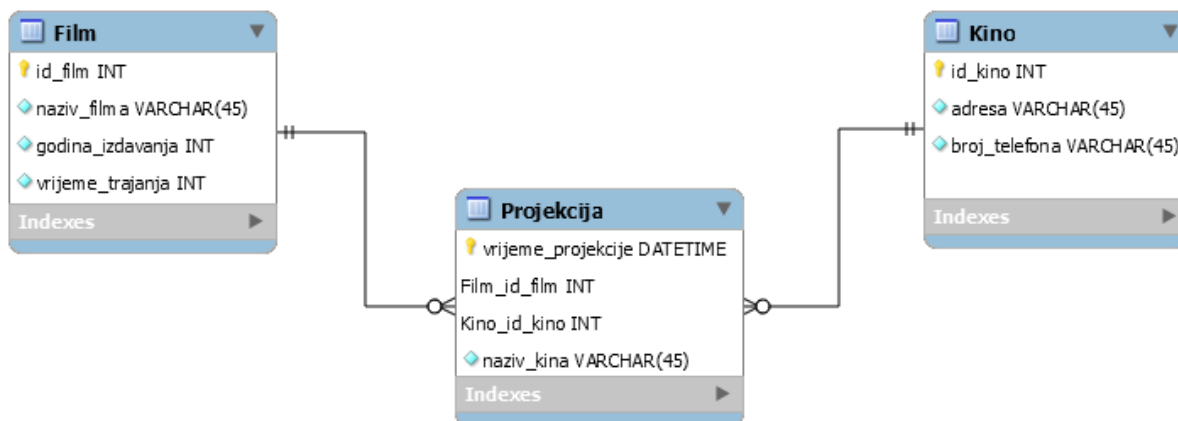 Film
id_film INT
naziv_filma VARCHAR(45)
godina_izdavanja INT
vrijeme_trajanja INT
Indexes
Kino
id_kino INT
adresa VARCHAR(45)
broj_telefona VARCHAR(45)
Indexes
Projekcija
vrijeme_projekcije DATETIME
Film_id_film INT
Kino_id_kino INT
naziv_kina VARCHAR(45)
Indexes